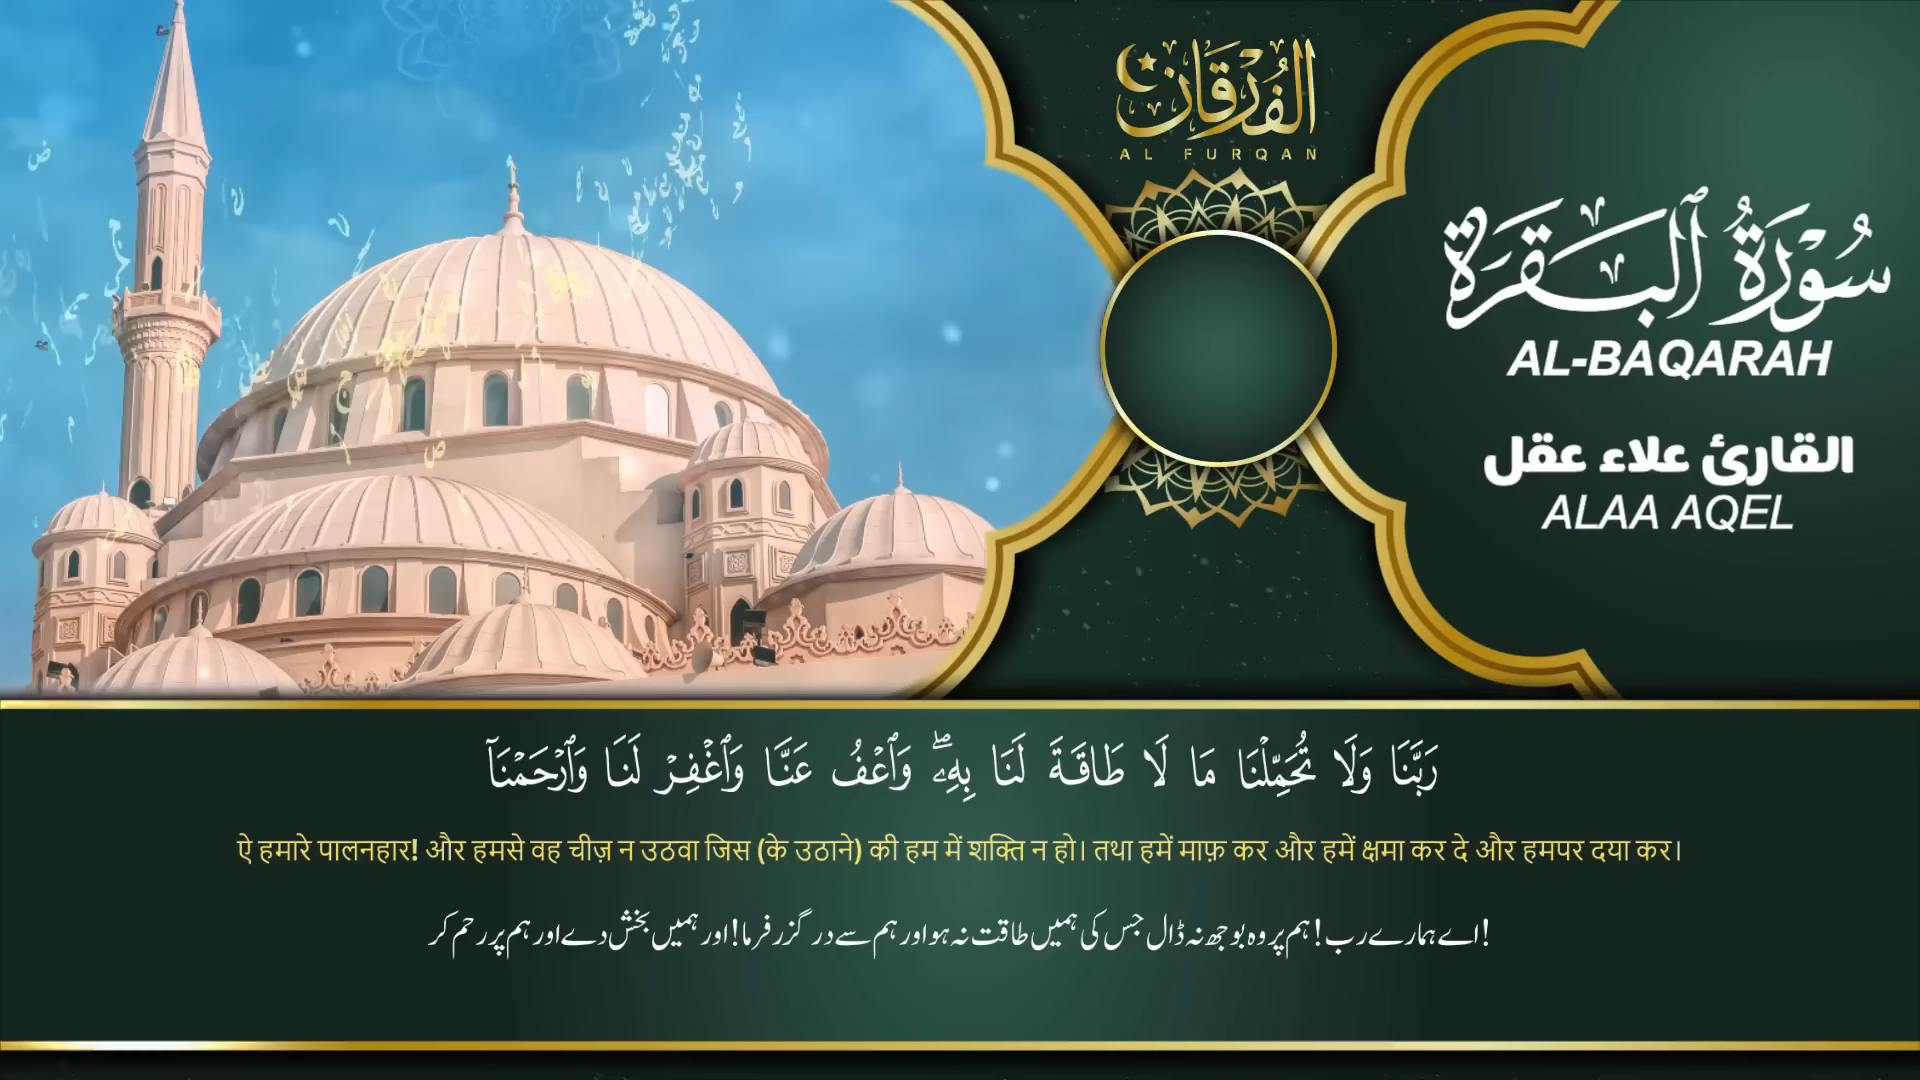 الفرقان
AL FURQAN
سُوْرَةُ ٱلْبَقَرَة
AL-BAQARAH
القارئ علاء عقل
ALAA AQEL
رَبَّنَا وَلَا تُحَمِّلْنَا مَا لَا طَاقَةَ لَنَا بِهِۦۖ وَٱعْفُ عَنَّا وَٱغْفِرْ لَنَا وَٱرْحَمْنَآ
ऐ हमारे पालनहार! और हमसे वह चीज़ न उठवा जिस (के उठाने) की हम में शक्ति न हो। तथा हमें माफ़ कर और हमें क्षमा कर दे और हमपर दया कर।
!اے ہمارے رب! ہم پر وہ بوجھ نہ ڈال جس کی ہمیں طاقت نہ ہو اور ہم سے در گزر فرما! اور ہمیں بخش دے اور ہم پر رحم کر